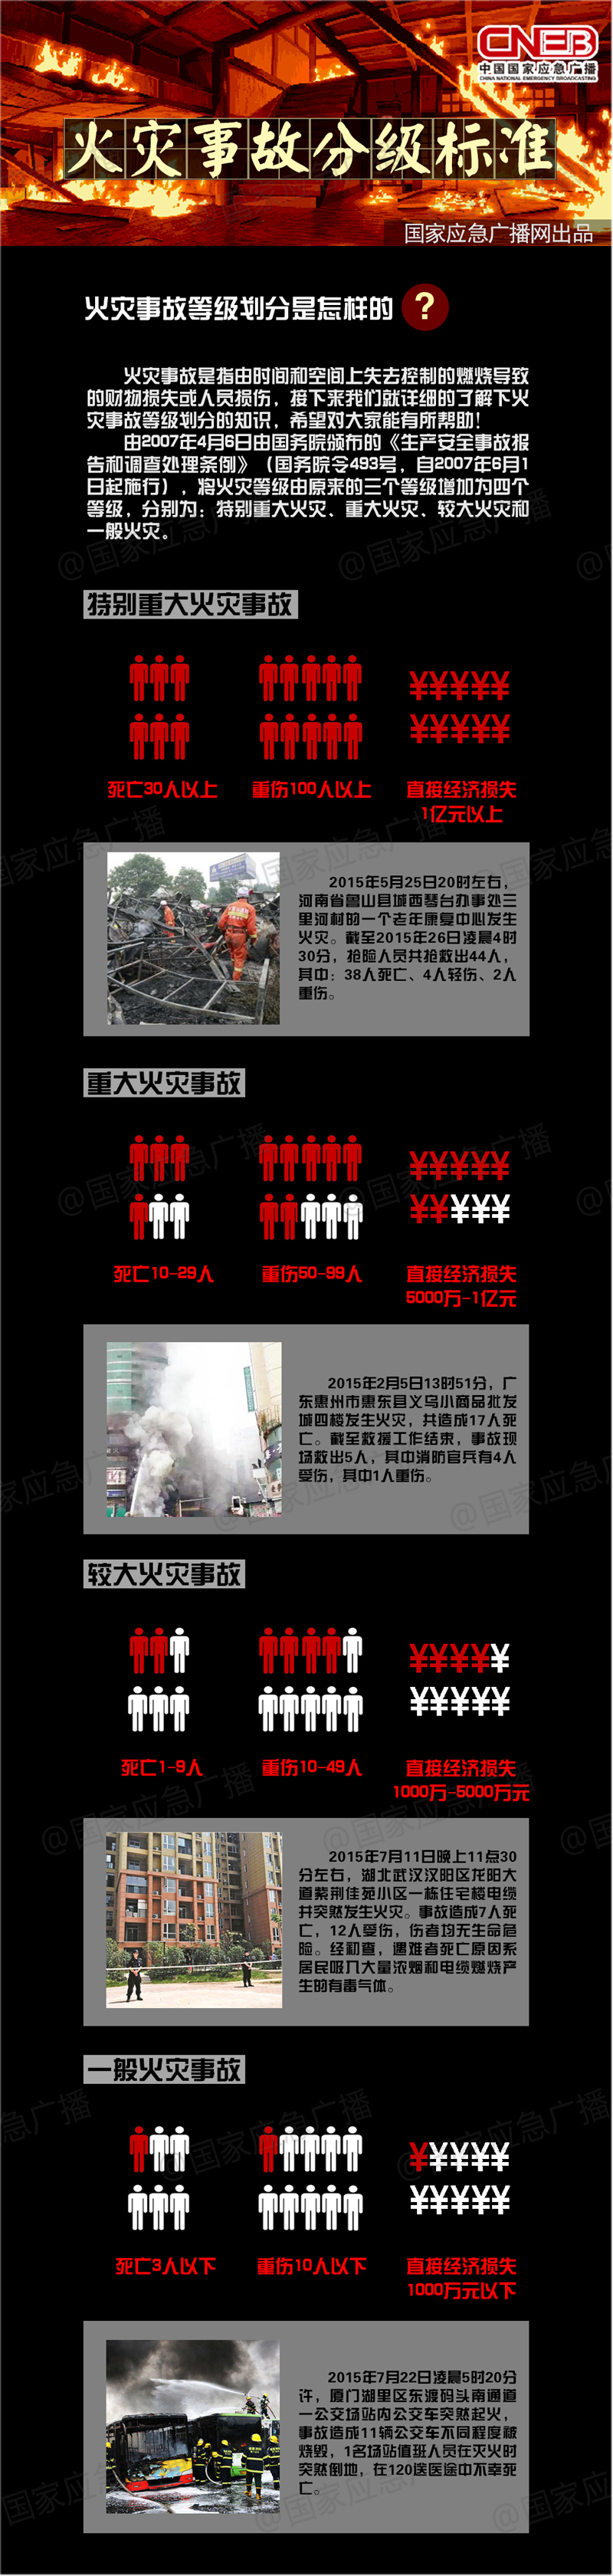 CNEB
中国国家应急广播
CHINA NATIONAL EMERGENCY BROADCASTING
火灾事故分级标准
国家应急广播网出品
火灾事故等级划分是怎样的?
火灾事故是指由时间和空间上失去控制的燃烧导致
的财物损失或人员损伤，接下来我们就详细的了解下火
灾事故等级划分的知识，希望对大家能有所帮助！
由2007年4月6日由国务院颁布的《生产安全事故报
告和调查处理条例》（国务院令493号，自2007年6月1
日起施行），将火灾等级由原来的三个等级增加为四个
等级，分别为：特别重大火灾、重大火灾、较大火灾和
一般火灾。
特别重大火灾事故
¥¥¥¥¥
¥¥¥¥¥
死亡30人以上
重伤100人以上
直接经济损失
1亿元以上
2015年5月25日20时左右，
河南省鲁山县城西琴台办事处三
里河村的一个老年康复中心发生
火灾。截至2015年26日凌晨4时
30分，抢险人员共抢救出44人，
其中：38人死亡、4人轻伤、2人
重伤。
重大火灾事故
¥¥¥¥¥
¥¥¥¥¥
死亡10-29人
重伤50-99人
直接经济损失
5000万-1亿元
2015年2月5日13时51分，广
东惠州市惠东县义乌小商品批发
城四楼发生火灾，共造成17人死
亡。截至救援工作结束，事故现
场救出5人，其中消防官兵有4人
受伤，其中1人重伤。
较大火灾事故
¥¥¥¥¥
¥¥¥¥¥
死亡1-9人
重伤10-49人
直接经济损失
1000万-5000万元
2015年7月11日晚上11点30
分左右，湖北武汉汉阳区龙阳大
道紫荆佳苑小区一栋住宅楼电缆
井突然发生火灾。事故造成7人死
亡，12人受伤，伤者均无生命危
险。经初查，遇难者死亡原因系
居民吸入大量浓烟和电缆燃烧产
生的有毒气体。
一般火灾事故
¥¥¥¥¥
¥¥¥¥¥
死亡3人以下
重伤10人以下
直接经济损失
1000万元以下
2015年7月22日凌晨5时20分
许，厦门湖里区东渡码头南通道
一公交场站内公交车突然起火，
事故造成11辆公交车不同程度被
烧毁，1名场站值班人员在灭火时
突然倒地，在120送医途中不幸死
亡。
@国家应急广播